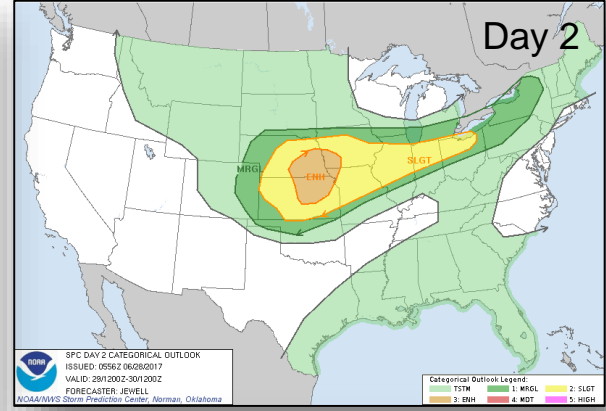 Day 2
MRGL
SLGT
ENH
NOAA
SPC DAY 2 CATEGORICAL OUTLOOK
ISSUED: 0556Z 06/28/2017
VALID: 29/1200Z-30/1200Z
FORECASTER: JEWELL
NOAA/NWS Storm Prediction Center, Norman, Oklahoma
Categorical Outlook Legend:
TSTM 1: MRGL 2: SLGT
3: ENH 4: MDT 5: HIGH